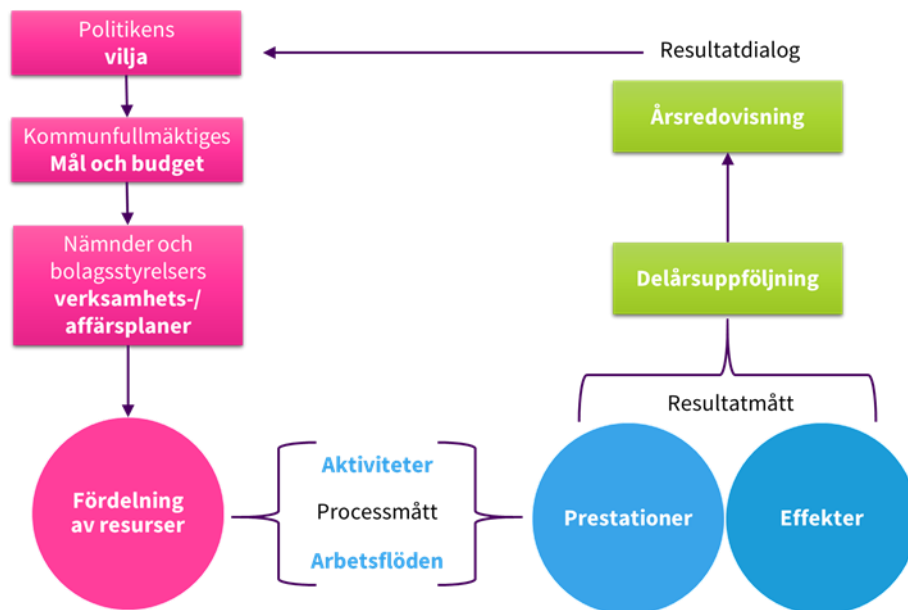 Politikens
vilja
Kommunfullmäktiges
Mål och budget
Nämnder och
bolagsstyrelsers
verksamhets-/
affärsplaner
Fördelning
av resurser
Aktiviteter
Processmått
Arbetsflöden
Prestationer
Effekter
Resultatmått
Delårsuppföljning
Årsredovisning
Resultatdialog